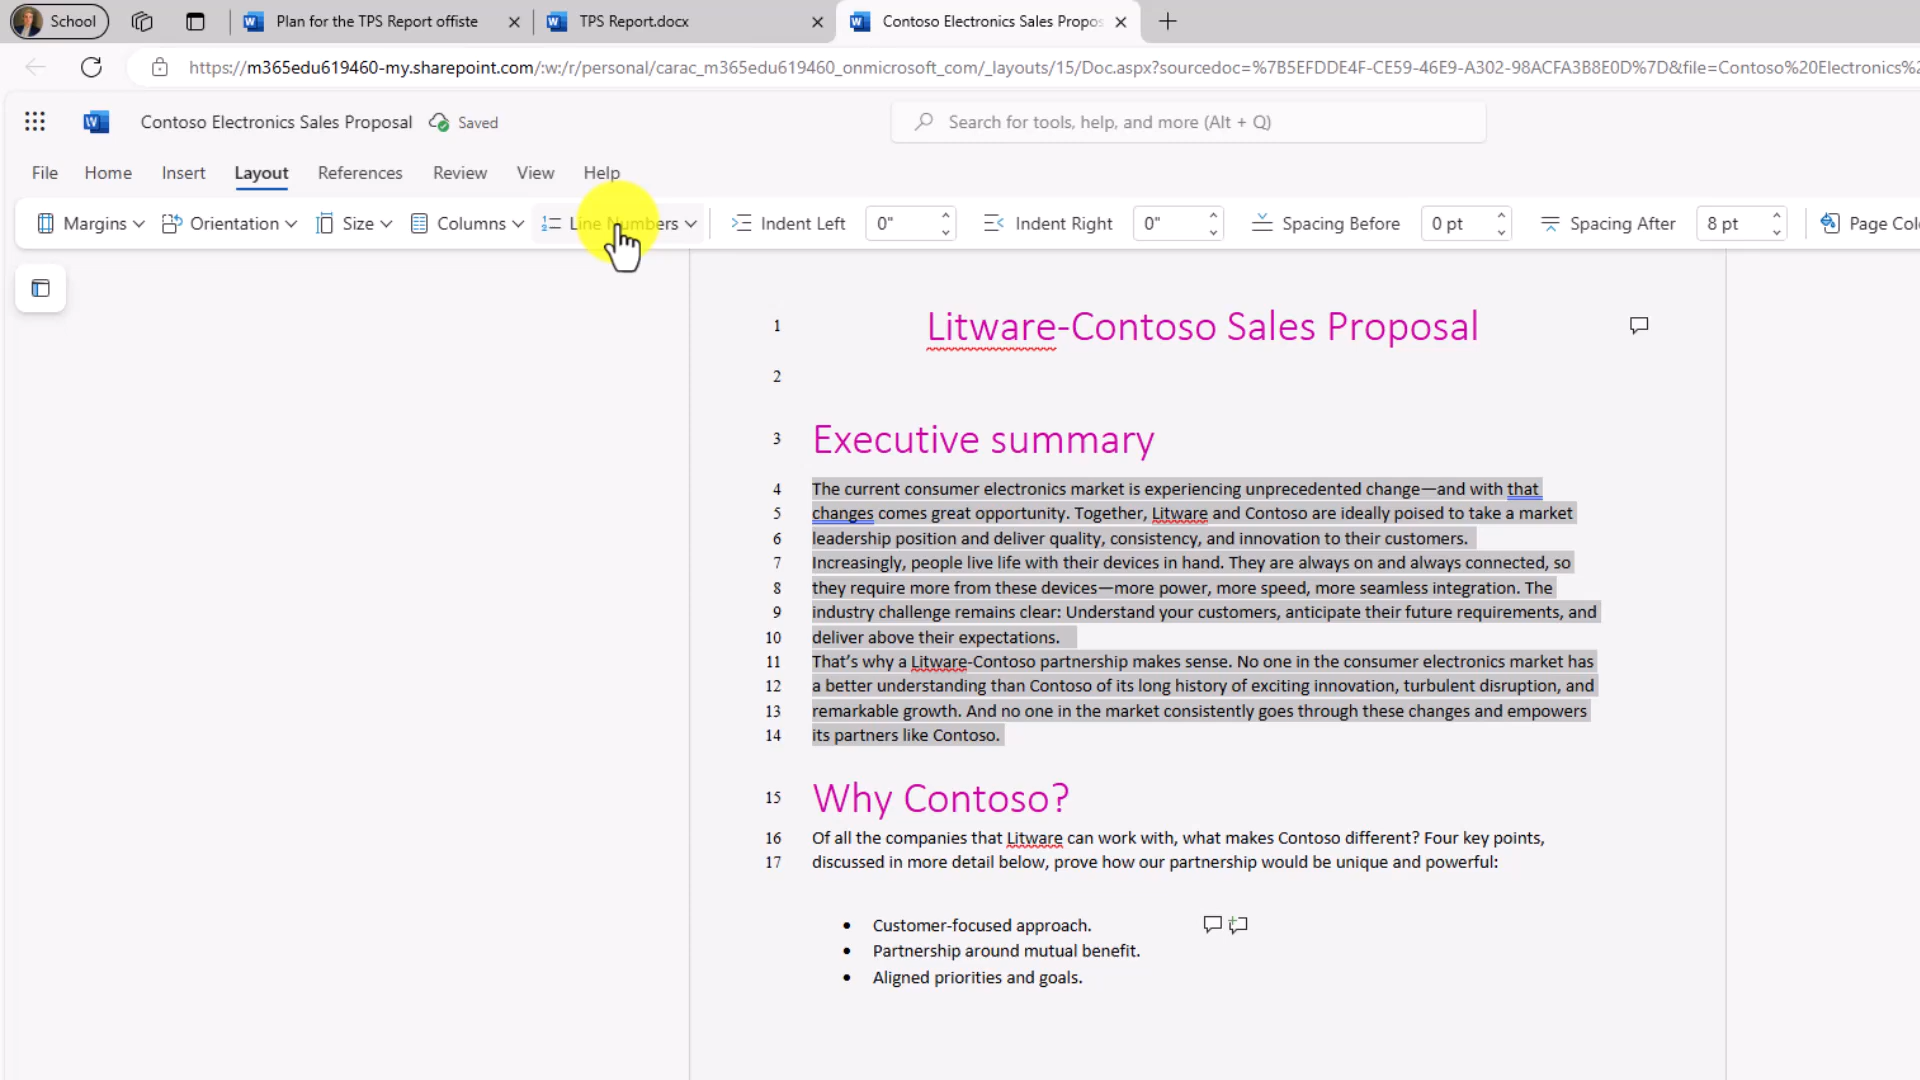 School
Plan for the TPS Report offiste
TPS Report.docx
Contoso Electronics Sales Propos
https://m365edu619460-my.sharepoint.com/:w:/r/personal/carac_m365edu619460_onmicrosoft_com/_layouts/15/Doc.aspx?sourcedoc=%7B5EFDDE4F-CE59-46E9-A302-98ACFA3B8E0D%7D&file=Contoso%20Electronics%2
Contoso Electronics Sales Proposal
Saved
Search for tools, help, and more (Alt + Q)
File Home Insert Layout References Review View Help
Margins Orientation Size Columns Line Numbers Indent Left 0" Indent Right 0" Spacing Before 0 pt Spacing After 8 pt Page Colo
1 Litware-Contoso Sales Proposal
2
3 Executive summary
4 The current consumer electronics market is experiencing unprecedented change—and with that
5 changes comes great opportunity. Together, Litware and Contoso are ideally poised to take a market
6 leadership position and deliver quality, consistency, and innovation to their customers.
7 Increasingly, people live life with their devices in hand. They are always on and always connected, so
8 they require more from these devices—more power, more speed, more seamless integration. The
9 industry challenge remains clear: Understand your customers, anticipate their future requirements, and
10 deliver above their expectations.
11 That’s why a Litware-Contoso partnership makes sense. No one in the consumer electronics market has
12 a better understanding than Contoso of its long history of exciting innovation, turbulent disruption, and
13 remarkable growth. And no one in the market consistently goes through these changes and empowers
14 its partners like Contoso.
15 Why Contoso?
16 Of all the companies that Litware can work with, what makes Contoso different? Four key points,
17 discussed in more detail below, prove how our partnership would be unique and powerful:
• Customer-focused approach.
• Partnership around mutual benefit.
• Aligned priorities and goals.